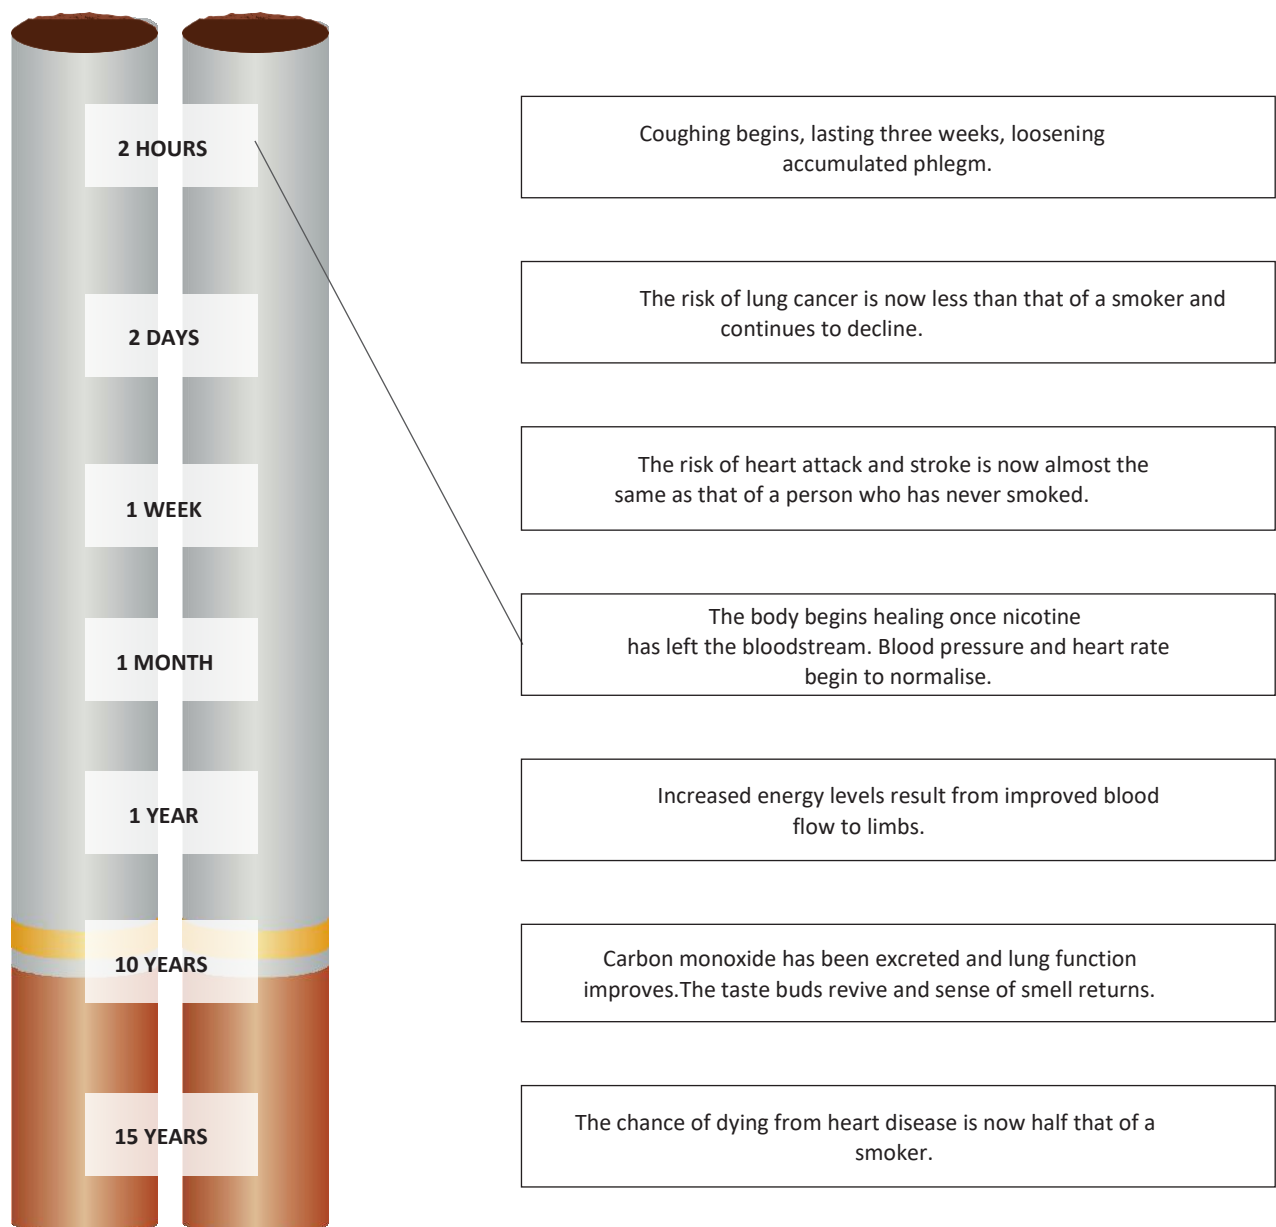 2 HOURS
2 DAYS
1 WEEK
1 MONTH
1 YEAR
10 YEARS
15 YEARS
Coughing begins, lasting three weeks, loosening
accumulated phlegm.
The risk of lung cancer is now less than that of a smoker and
continues to decline.
The risk of heart attack and stroke is now almost the
same as that of a person who has never smoked.
The body begins healing once nicotine
has left the bloodstream. Blood pressure and heart rate
begin to normalise.
Increased energy levels result from improved blood
flow to limbs.
Carbon monoxide has been excreted and lung function
improves.The taste buds revive and sense of smell returns.
The chance of dying from heart disease is now half that of a
smoker.